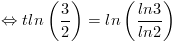 ⇔ tln(3/2) = ln(ln3/ln2)